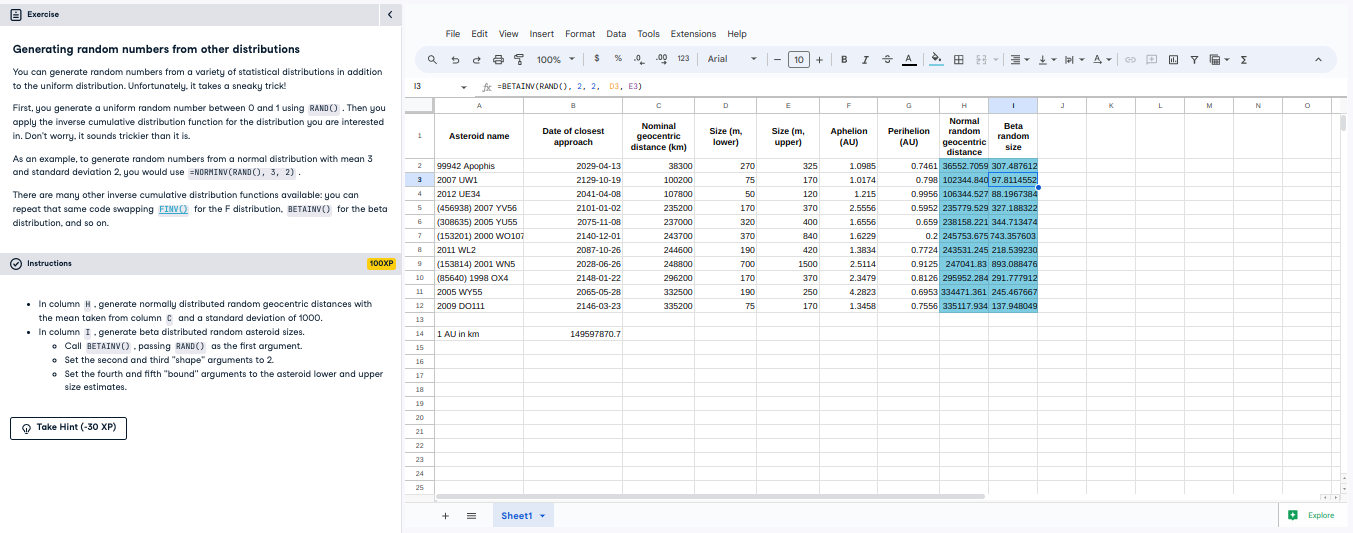 Exercise
Generating random numbers from other distributions
You can generate random numbers from a variety of statistical distributions in addition
to the uniform distribution. Unfortunately, it takes a sneaky trick!
First, you generate a uniform random number between 0 and 1 using RAND() . Then you
apply the inverse cumulative distribution function for the distribution you are interested
in. Don't worry, it sounds trickier than it is.
As an example, to generate random numbers from a normal distribution with mean 3
and standard deviation 2, you would use =NORMINV(RAND(), 3, 2) .
There are many other inverse cumulative distribution functions available: you can
repeat that same code swapping FINV() for the F distribution, BETAINV() for the beta
distribution, and so on.
Instructions 100XP
• In column H , generate normally distributed random geocentric distances with
the mean taken from column C and a standard deviation of 1000.
• In column I , generate beta distributed random asteroid sizes.
Call BETAINV() , passing RAND() as the first argument.
Set the second and third "shape" arguments to 2.
Set the fourth and fifth "bound" arguments to the asteroid lower and upper
size estimates.
Take Hint (-30 XP)
File Edit View Insert Format Data Tools Extensions Help
100% $ % .0 .00 123 Arial 10 B I S A Σ
I3 fx =BETAINV(RAND(), 2, 2, D3, E3)
A B C D E F G H I J K L M N O
1 Asteroid name Date of closest approach Nominal geocentric distance (km) Size (m, lower) Size (m, upper) Aphelion (AU) Perihelion (AU) Normal random geocentric distance Beta random size
2 99942 Apophis 2029-04-13 38300 270 325 1.0985 0.7461 36552.7059 307.487612
3 2007 UW1 2129-10-19 100200 75 170 1.0174 0.798 102344.840 97.8114552
4 2012 UE34 2041-04-08 107800 50 120 1.215 0.9956 106344.527 88.1967384
5 (456938) 2007 YV56 2101-01-02 235200 170 370 2.5556 0.5952 235779.529 327.188322
6 (308635) 2005 YU55 2075-11-08 237000 320 400 1.6556 0.659 238158.221 344.713474
7 (153201) 2000 WO107 2140-12-01 243700 370 840 1.6229 0.2 245753.675 743.357603
8 2011 WL2 2087-10-26 244600 190 420 1.3834 0.7724 243531.245 218.539230
9 (153814) 2001 WN5 2028-06-26 248800 700 1500 2.5114 0.9125 247041.83 893.088476
10 (85640) 1998 OX4 2148-01-22 296200 170 370 2.3479 0.8126 295952.284 291.777912
11 2005 WY55 2065-05-28 332500 190 250 4.2823 0.6953 334471.361 245.467667
12 2009 DO111 2146-03-23 335200 75 170 1.3458 0.7556 335117.934 137.948049
13
14 1 AU in km 149597870.7
15
16
17
18
19
20
21
22
23
24
25
Sheet1 Explore